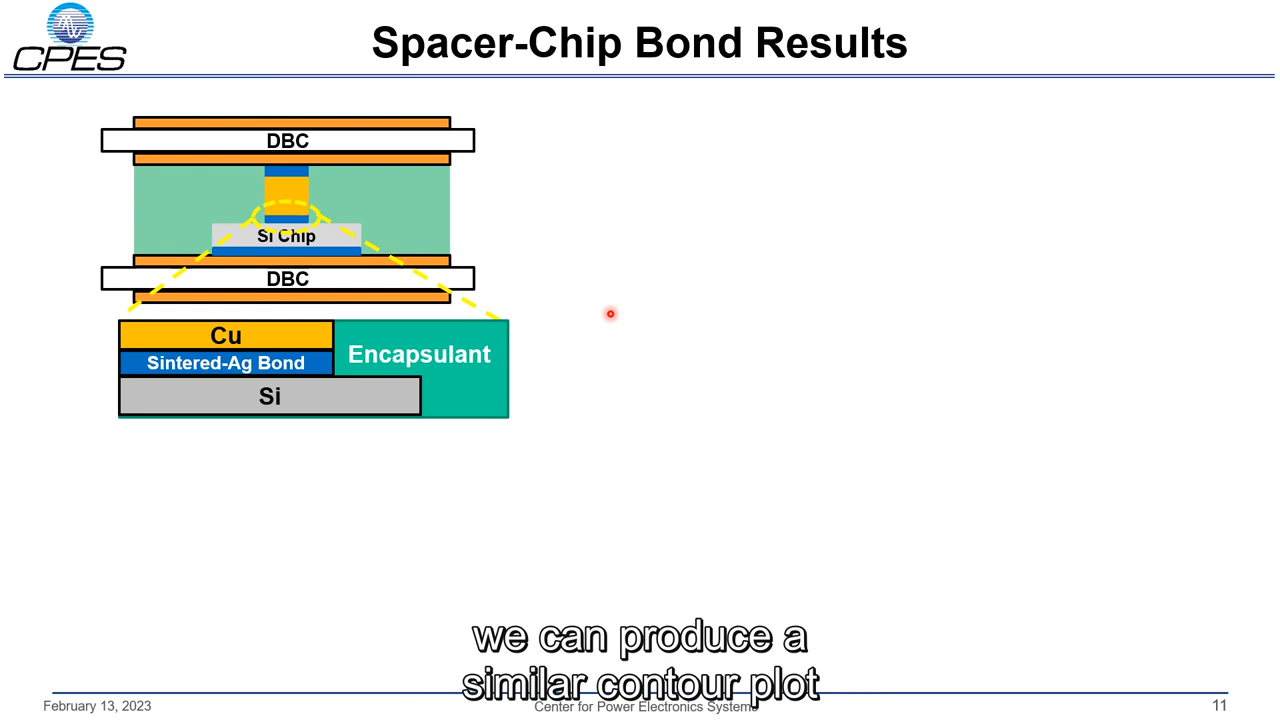 CPES
Spacer-Chip Bond Results
DBC
Si Chip
DBC
Cu
Sintered-Ag Bond
Encapsulant
Si
we can produce a
similar contour plot
February 13, 2023
Center for Power Electronics Systems
11